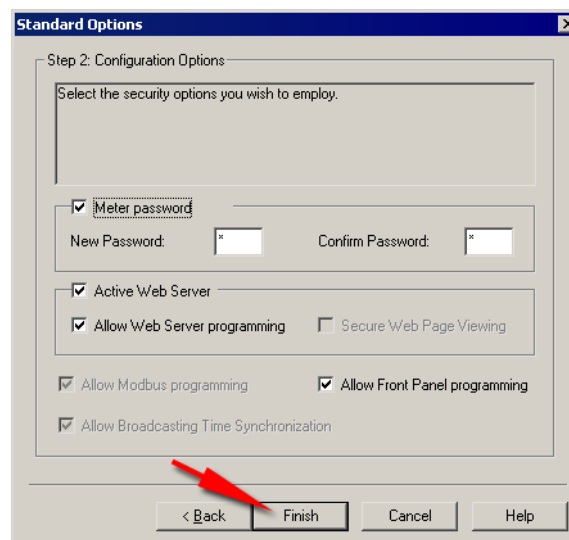 Standard Options
Step 2: Configuration Options
Select the security options you wish to employ.
Meter password
New Password: * Confirm Password: *
Active Web Server
Allow Web Server programming Secure Web Page Viewing
Allow Modbus programming Allow Front Panel programming
Allow Broadcasting Time Synchronization
< Back Finish Cancel Help